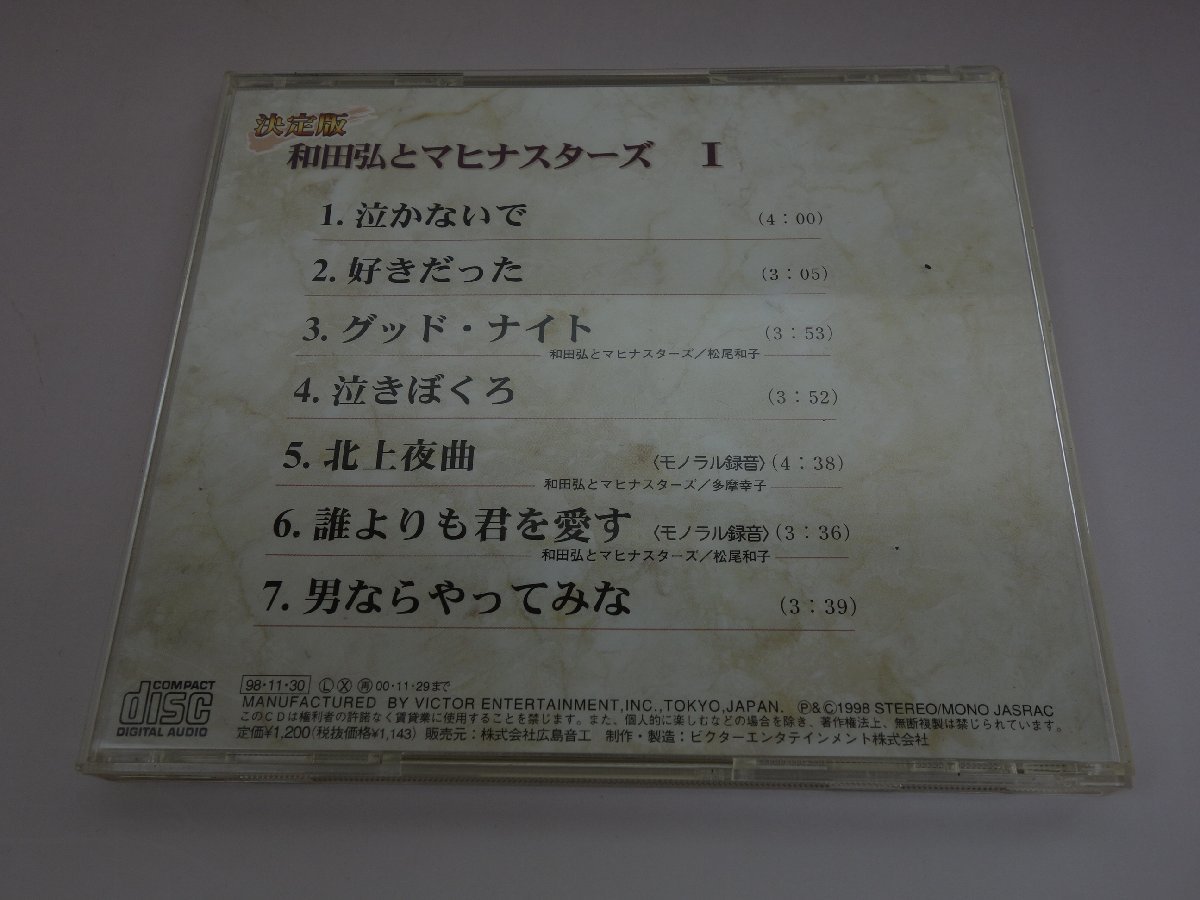 決定版
和田弘とマヒナスターズ I
1. 泣かないで (4：00)
2. 好きだった (3：05)
3. グッド・ナイト (3：53)
和田弘とマヒナスターズ／松尾和子
4. 泣きぼくろ (3：52)
5. 北上夜曲 〈モノラル録音〉(4：38)
和田弘とマヒナスターズ／多摩幸子
6. 誰よりも君を愛す 〈モノラル録音〉(3：36)
和田弘とマヒナスターズ／松尾和子
7. 男ならやってみな (3：39)
COMPACT
disc
DIGITAL AUDIO
98・11・30 Ⓛ Ⓧ ㊞00・11・29まで
MANUFACTURED BY VICTOR ENTERTAINMENT, INC., TOKYO, JAPAN. Ⓟ&Ⓒ1998 STEREO/MONO JASRAC
このCDは権利者の許諾なく賃貸業に使用することを禁じます。また、個人的に楽しむなどの場合を除き、著作権法上、無断複製は禁じられています。
定価¥1,200(税抜価格¥1,143) 販売元：株式会社広島音工 制作・製造：ビクターエンタテインメント株式会社